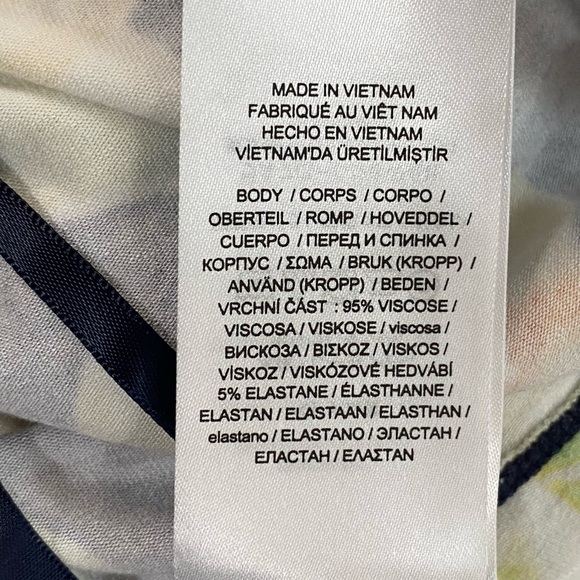 MADE IN VIETNAM
FABRIQUÉ AU VIÊT NAM
HECHO EN VIETNAM
VİETNAM'DA ÜRETİLMİŞTİR
BODY / CORPS / CORPO /
OBERTEIL / ROMP / HOVEDDEL /
CUERPO / ПЕРЕД И СПИНКА /
КОРПУС / ΣΩΜΑ / BRUK (KROPP) /
ANVÄND (KROPP) / BEDEN /
VRCHNÍ ČÁST : 95% VISCOSE /
VISCOSA / VISKOSE / viscosa /
ВИСКОЗА / ВІСКОЗ / VISKOS /
VİSKOZ / VISKÓZOVÉ HEDVÁBÍ
5% ELASTANE / ÉLASTHANNE /
ELASTAN / ELASTAAN / ELASTHAN /
elastano / ELASTANO / ЭЛАСТАН /
ЕЛАСТАН / ΕΛΑΣΤΑΝ